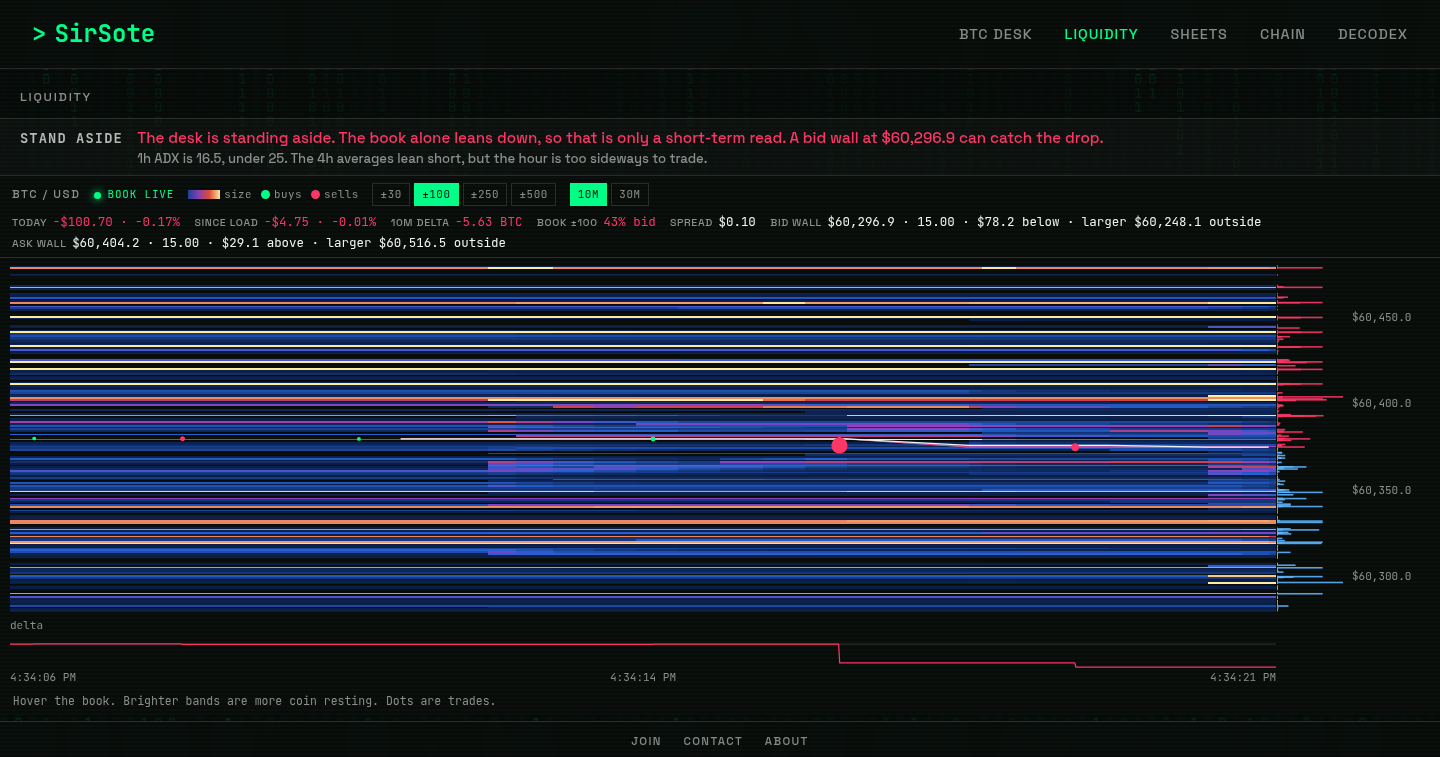 > SirSote
BTC DESK LIQUIDITY SHEETS CHAIN DECODEX
LIQUIDITY
STAND ASIDE The desk is standing aside. The book alone leans down, so that is only a short-term read. A bid wall at $60,296.9 can catch the drop.
1h ADX is 16.5, under 25. The 4h averages lean short, but the hour is too sideways to trade.
BTC / USD BOOK LIVE size buys sells ±30 ±100 ±250 ±500 10M 30M
TODAY -$100.70 · -0.17% SINCE LOAD -$4.75 · -0.01% 10M DELTA -5.63 BTC BOOK ±100 43% bid SPREAD $0.10 BID WALL $60,296.9 · 15.00 · $78.2 below · larger $60,248.1 outside
ASK WALL $60,404.2 · 15.00 · $29.1 above · larger $60,516.5 outside
$60,450.0
$60,400.0
$60,350.0
$60,300.0
delta
4:34:06 PM 4:34:14 PM 4:34:21 PM
Hover the book. Brighter bands are more coin resting. Dots are trades.
JOIN CONTACT ABOUT